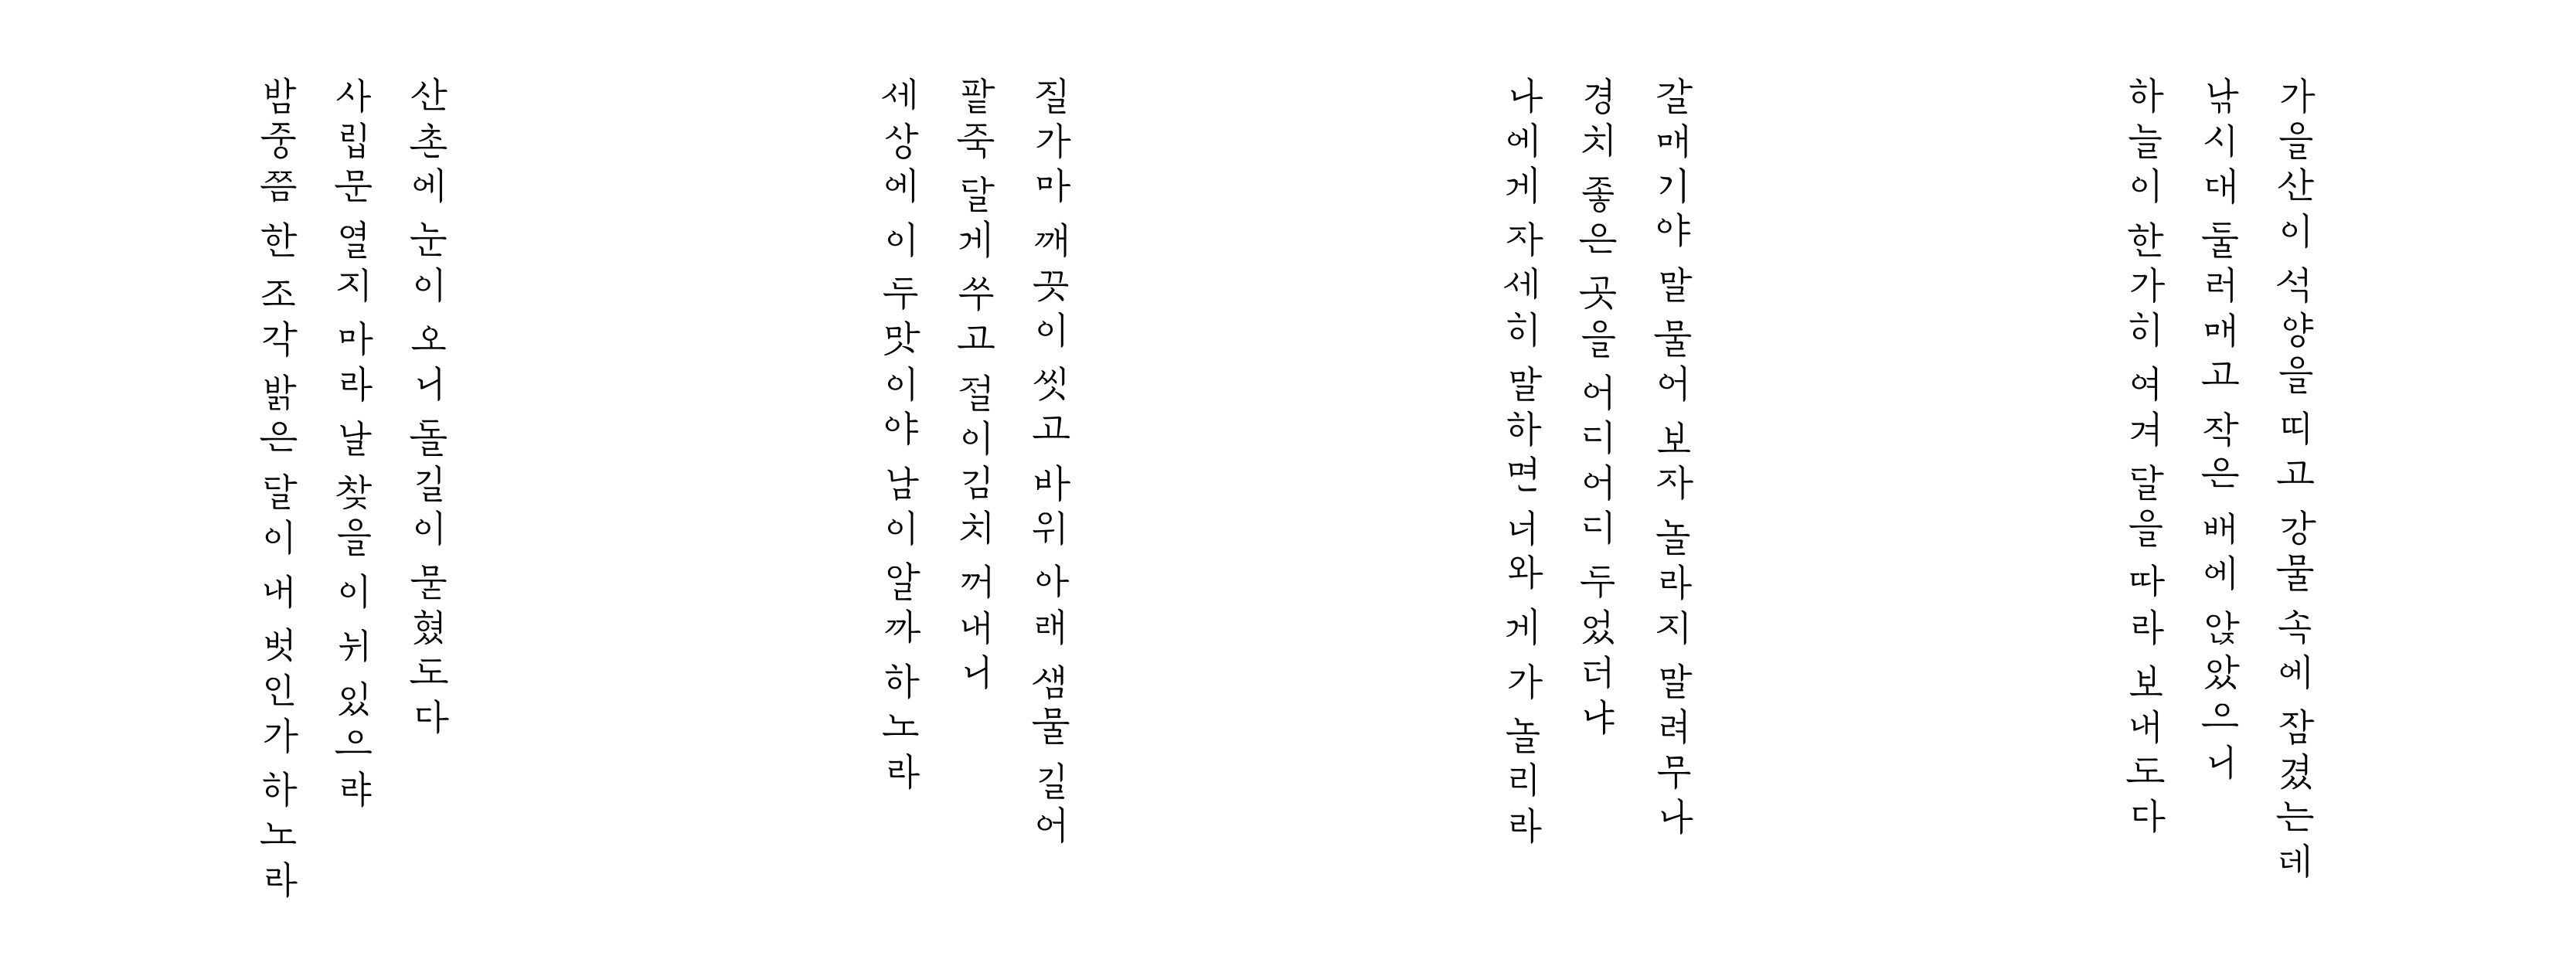 가을산이 석양을 띠고 강물 속에 잠겼는데
낚시대 둘러매고 작은 배에 앉았으니
하늘이 한가히 여겨 달을 따라 보내도다
갈매기야 말 물어 보자 놀라지 말려무나
경치 좋은 곳을 어디어디 두었더냐
나에게 자세히 말하면 너와 게 가 놀리라
질가마 깨끗이 씻고 바위 아래 샘물 길어
팥죽 달게 쑤고 절이김치 꺼내니
세상에 이 두 맛이야 남이 알까 하노라
산촌에 눈이 오니 돌길이 묻혔도다
사립문 열지 마라 날 찾을 이 뉘 있으랴
밤중쯤 한 조각 밝은 달이 내 벗인가 하노라